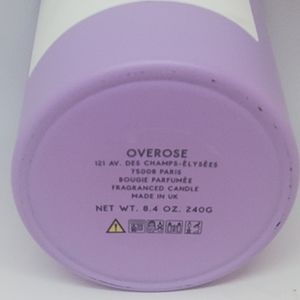 OVEROSE
121 AV. DES CHAMPS-ÉLYSÉES
75008 PARIS
BOUGIE PARFUMÉE
FRAGRANCED CANDLE
MADE IN UK
NET WT. 8.4 OZ. 240G